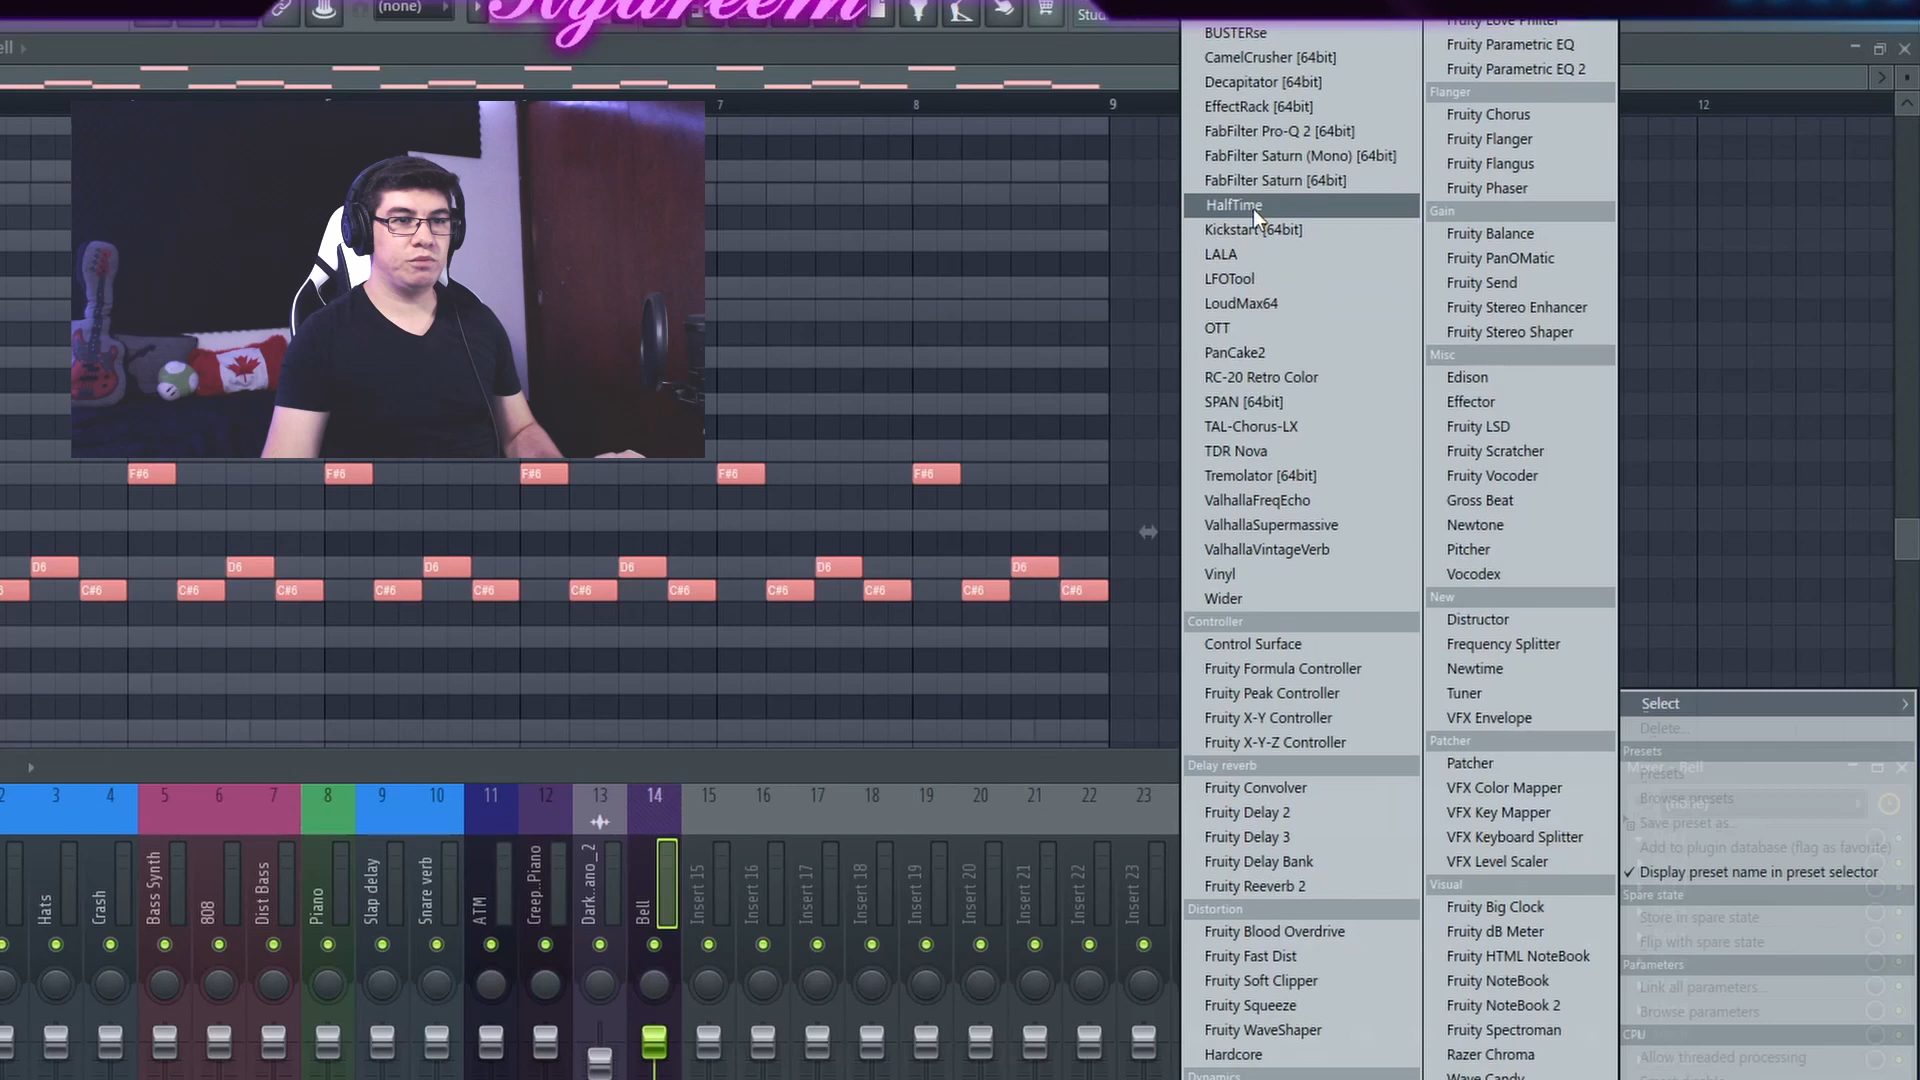 (none)
Kyareem
Stud
ell
7
8
9
12
F#6
F#6
F#6
F#6
F#6
D6
D6
D6
D6
D6
D6
C#6
C#6
C#6
C#6
C#6
C#6
C#6
C#6
C#6
C#6
C#6
BUSTERse
CamelCrusher [64bit]
Decapitator [64bit]
EffectRack [64bit]
FabFilter Pro-Q 2 [64bit]
FabFilter Saturn (Mono) [64bit]
FabFilter Saturn [64bit]
HalfTime
Kickstart [64bit]
LALA
LFOTool
LoudMax64
OTT
PanCake2
RC-20 Retro Color
SPAN [64bit]
TAL-Chorus-LX
TDR Nova
Tremolator [64bit]
ValhallaFreqEcho
ValhallaSupermassive
ValhallaVintageVerb
Vinyl
Wider
Controller
Control Surface
Fruity Formula Controller
Fruity Peak Controller
Fruity X-Y Controller
Fruity X-Y-Z Controller
Delay reverb
Fruity Convolver
Fruity Delay 2
Fruity Delay 3
Fruity Delay Bank
Fruity Reeverb 2
Distortion
Fruity Blood Overdrive
Fruity Fast Dist
Fruity Soft Clipper
Fruity Squeeze
Fruity WaveShaper
Hardcore
Dynamics
Fruity Love Philter
Fruity Parametric EQ
Fruity Parametric EQ 2
Flanger
Fruity Chorus
Fruity Flanger
Fruity Flangus
Fruity Phaser
Gain
Fruity Balance
Fruity PanOMatic
Fruity Send
Fruity Stereo Enhancer
Fruity Stereo Shaper
Misc
Edison
Effector
Fruity LSD
Fruity Scratcher
Fruity Vocoder
Gross Beat
Newtone
Pitcher
Vocodex
New
Distructor
Frequency Splitter
Newtime
Tuner
VFX Envelope
Patcher
Patcher
VFX Color Mapper
VFX Key Mapper
VFX Keyboard Splitter
VFX Level Scaler
Visual
Fruity Big Clock
Fruity dB Meter
Fruity HTML NoteBook
Fruity NoteBook
Fruity NoteBook 2
Fruity Spectroman
Razer Chroma
Wave Candy
Select
Delete...
Presets
Mixer - Bell
Presets
Browse presets
(none)
Save preset as...
Add to plugin database (flag as favorite)
✓ Display preset name in preset selector
Spare state
Store in spare state
Flip with spare state
Parameters
Link all parameters...
Browse parameters
CPU
Allow threaded processing
2 3 4 5 6 7 8 9 10 11 12 13 14 15 16 17 18 19 20 21 22 23
Hats
Crash
Bass Synth
808
Dist Bass
Piano
Slap delay
Snare verb
ATM
Creep..Piano
Dark...ano_2
Bell
Insert 15
Insert 16
Insert 17
Insert 18
Insert 19
Insert 20
Insert 21
Insert 22
Insert 23